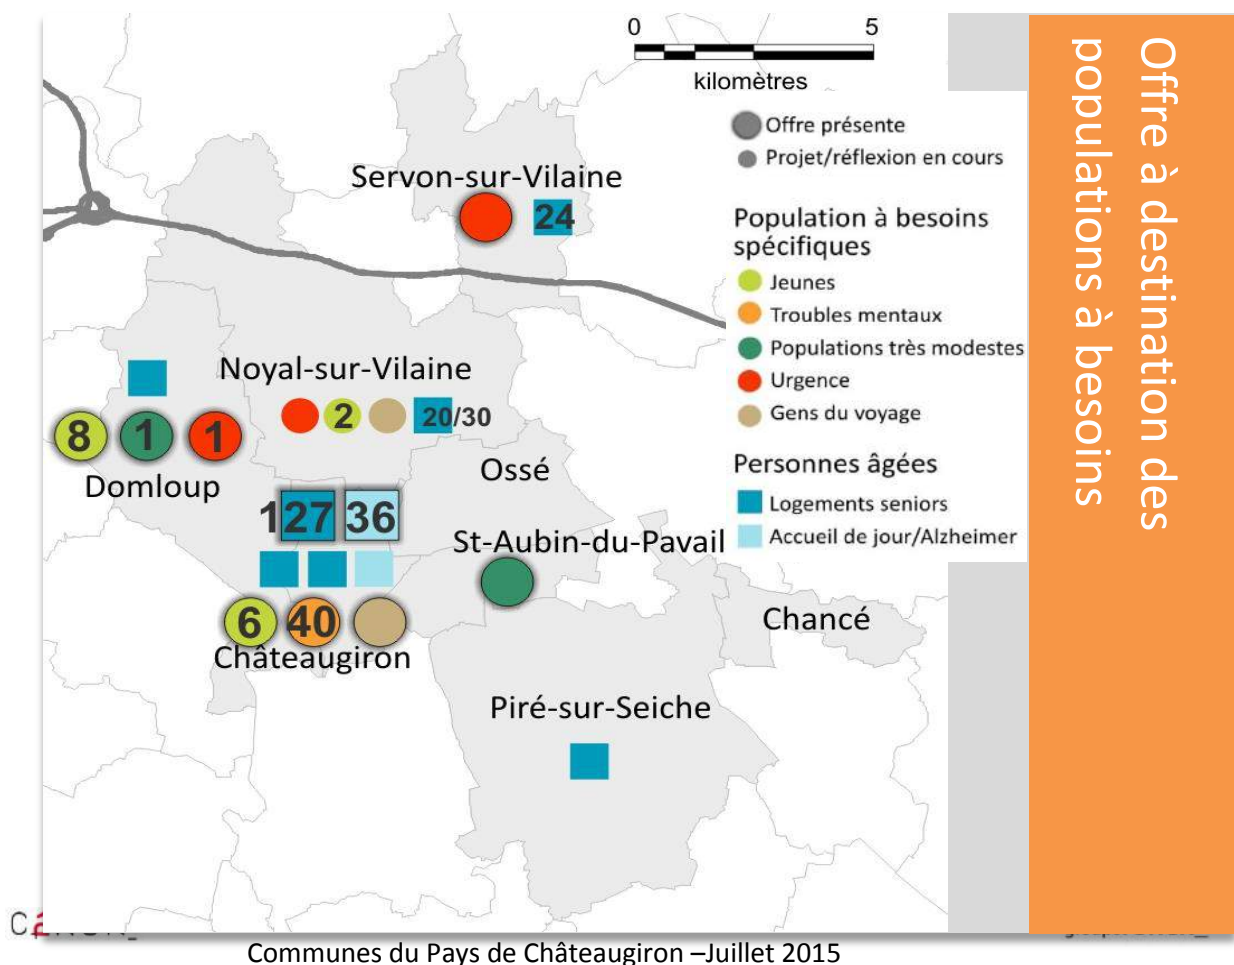 0 5
kilomètres
Offre présente
Projet/réflexion en cours
Population à besoins
spécifiques
Jeunes
Troubles mentaux
Populations très modestes
Urgence
Gens du voyage
Personnes âgées
Logements seniors
Accueil de jour/Alzheimer
Offre à destination des
populations à besoins
Servon-sur-Vilaine
24
Noyal-sur-Vilaine
2 20/30
8 1 1
Domloup
Ossé
127 36
St-Aubin-du-Pavail
6 40
Châteaugiron
Chancé
Piré-sur-Seiche
Communes du Pays de Châteaugiron –Juillet 2015